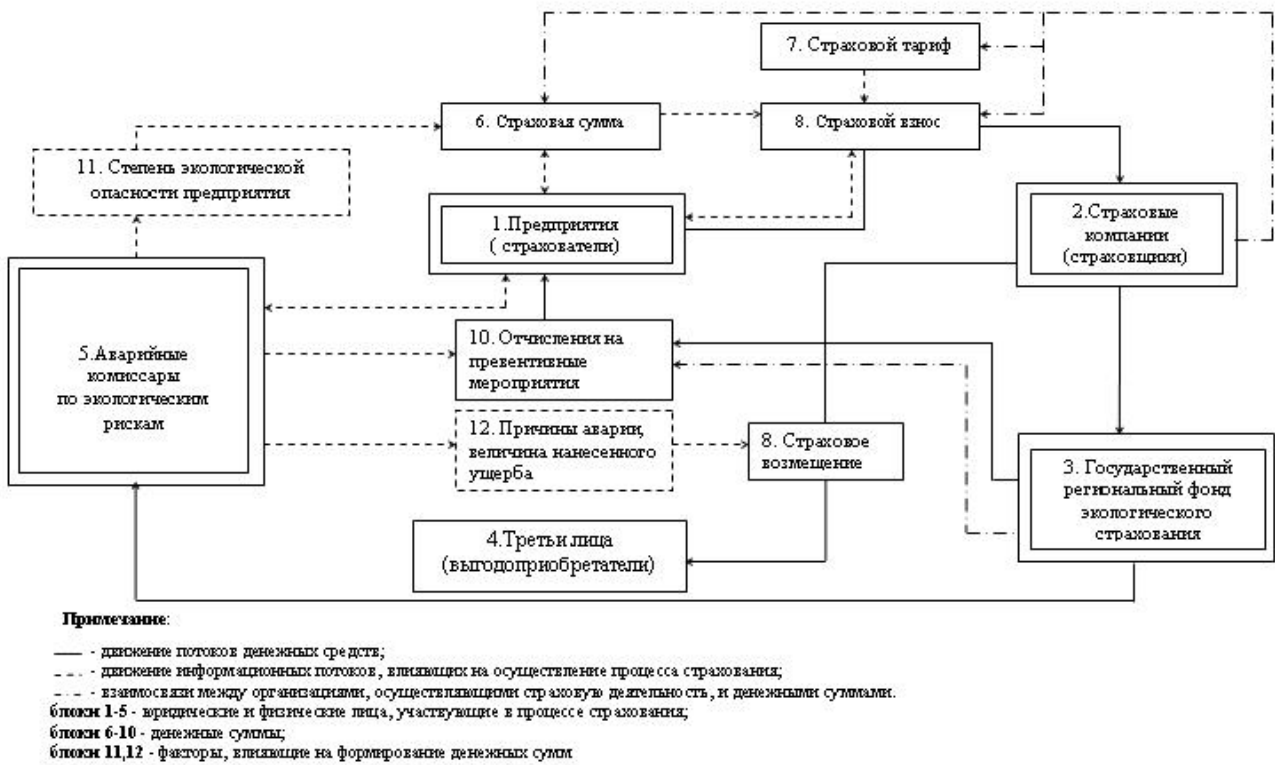 7. Страховой тариф
6. Страховая сумма
8. Страховой взнос
11. Степень экологической
опасности предприятия
1.Предприятия
( страхователи)
2.Страховые
компании
(страховщики)
5.Аварийные
комиссары
по экологическим
рискам
10. Отчисления на
превентивные
мероприятия
12. Причины аварии,
величина нанесенного
ущерба
8. Страховое
возмещение
3. Государственный
региональный фонд
экологического
страхования
4.Третьи лица
(выгодоприобретатели)
Примечание:
- движение потоков денежных средств;
- движение информационных потоков, влияющих на осуществление процесса страхования;
- взаимосвязи между организациями, осуществляющими страховую деятельность, и денежными суммами.
блоки 1-5 - юридические и физические лица, участвующие в процессе страхования;
блоки 6-10 - денежные суммы;
блоки 11,12 - факторы, влияющие на формирование денежных сумм